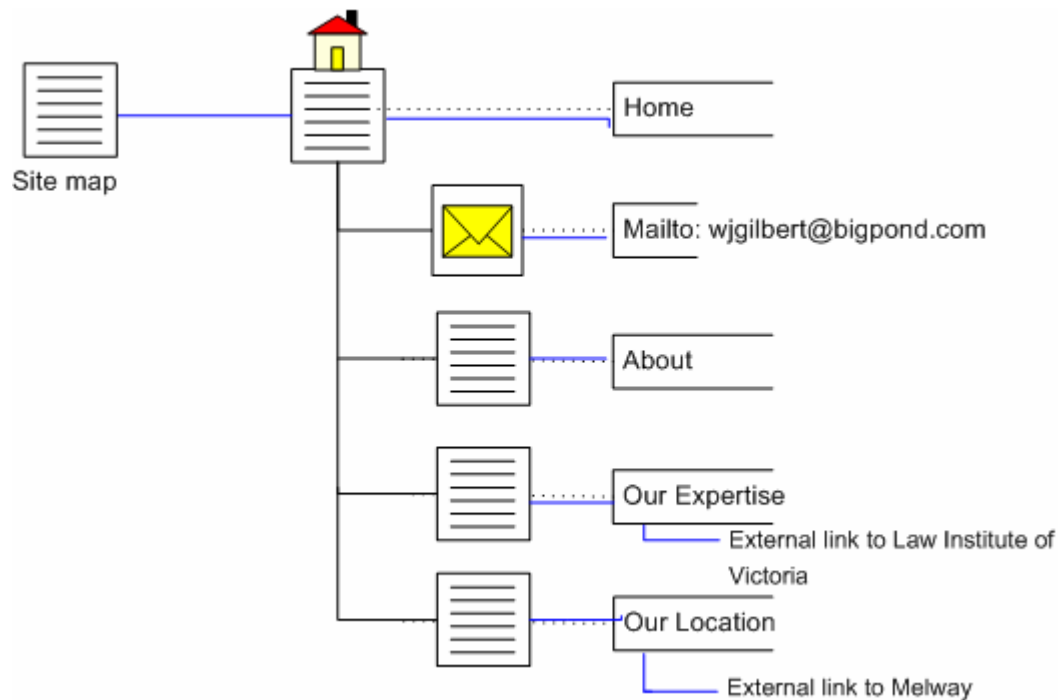 Home
Site map
Mailto: wjgilbert@bigpond.com
About
Our Expertise
External link to Law Institute of
Victoria
Our Location
External link to Melway